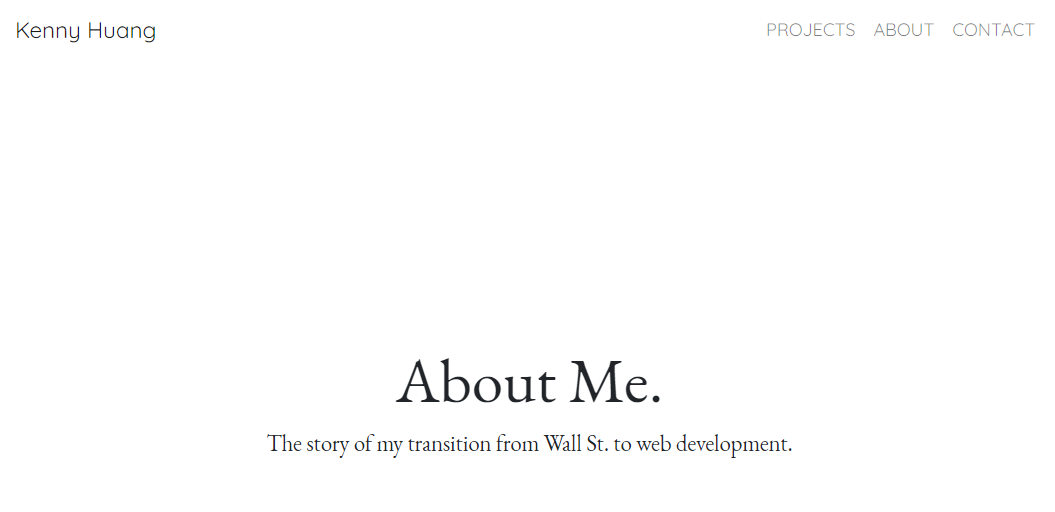 Kenny Huang
PROJECTS ABOUT CONTACT
About Me.
The story of my transition from Wall St. to web development.